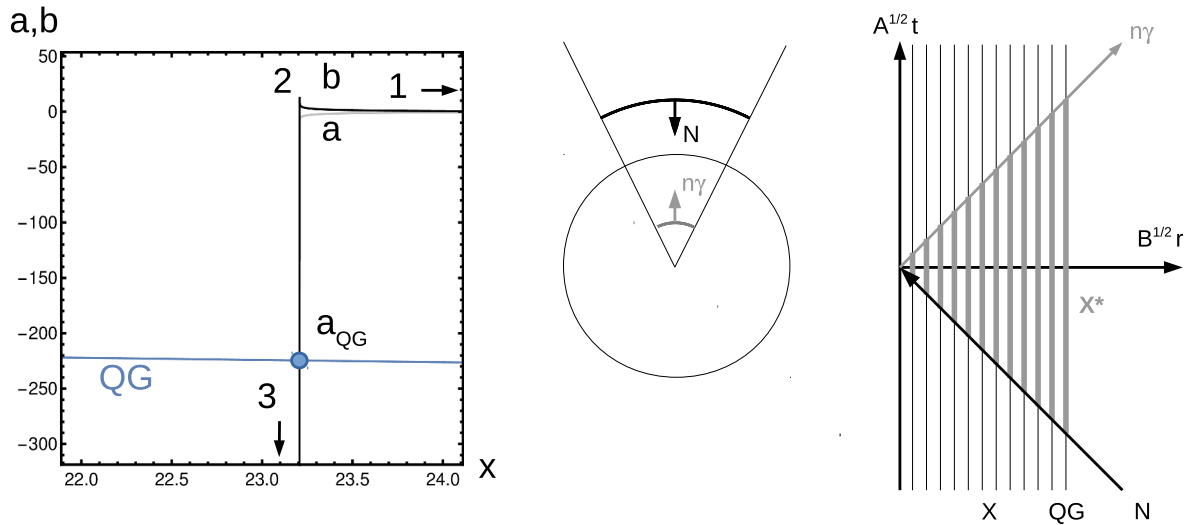 a,b
50
0
−50
−100
−150
−200
−250
−300
2
b
1
a
a_QG
QG
3
22.0
22.5
23.0
23.5
24.0
x
N
nγ
A^1/2 t
nγ
B^1/2 r
X*
X
QG
N